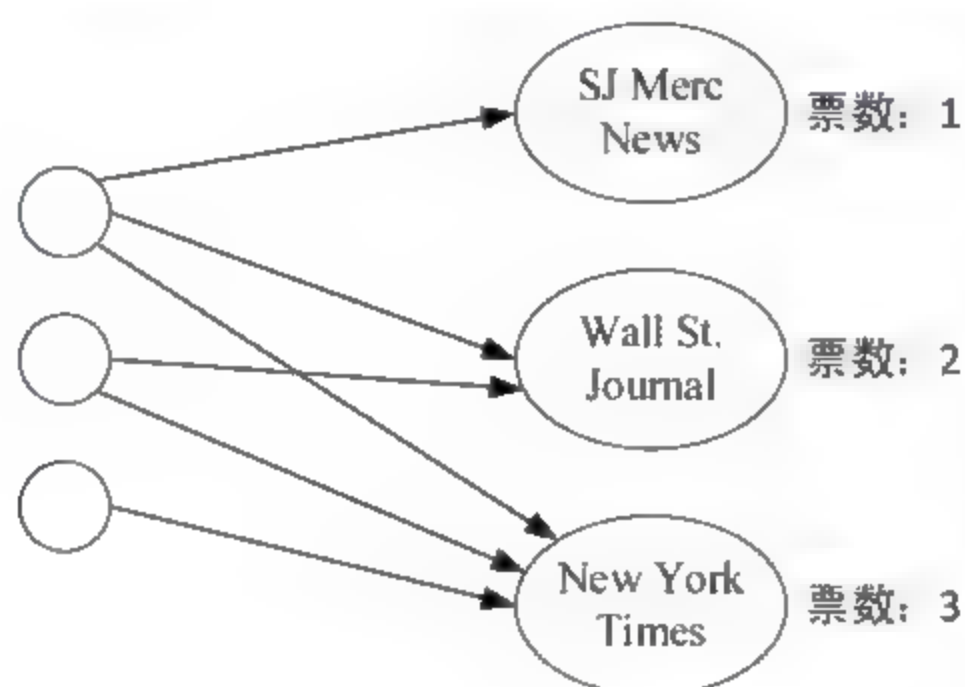 SJ Merc
News
票数：1
Wall St.
Journal
票数：2
New York
Times
票数：3